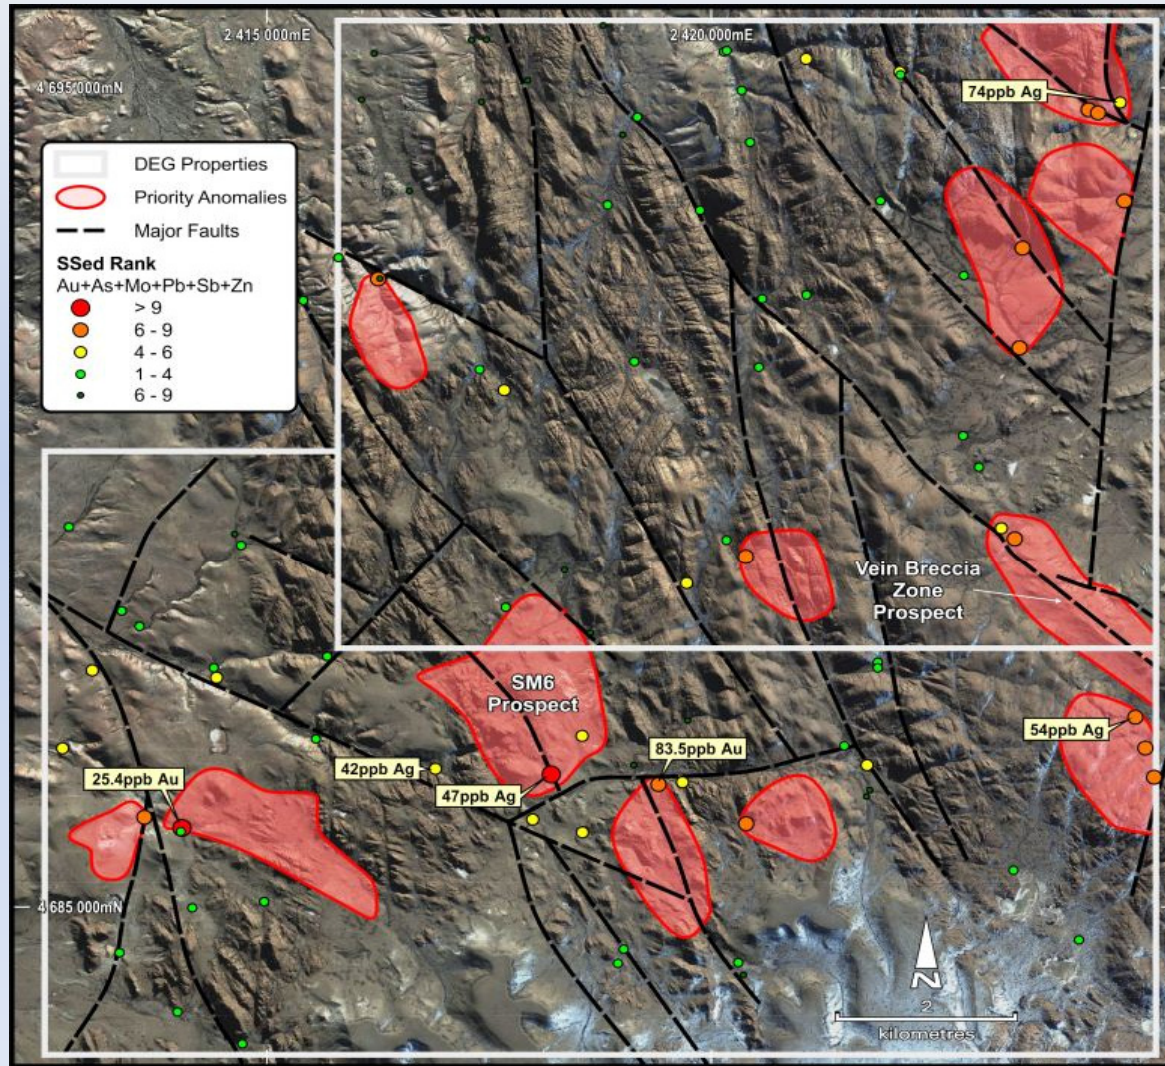 2 415 000mE
2 420 000mE
4 695 000mN
74ppb Ag
DEG Properties
Priority Anomalies
Major Faults
SSed Rank
Au+As+Mo+Pb+Sb+Zn
> 9
6 - 9
4 - 6
1 - 4
6 - 9
Vein Breccia
Zone
Prospect
SM6
Prospect
54ppb Ag
83.5ppb Au
42ppb Ag
25.4ppb Au
47ppb Ag
4 685 000mN
N
2
kilometres